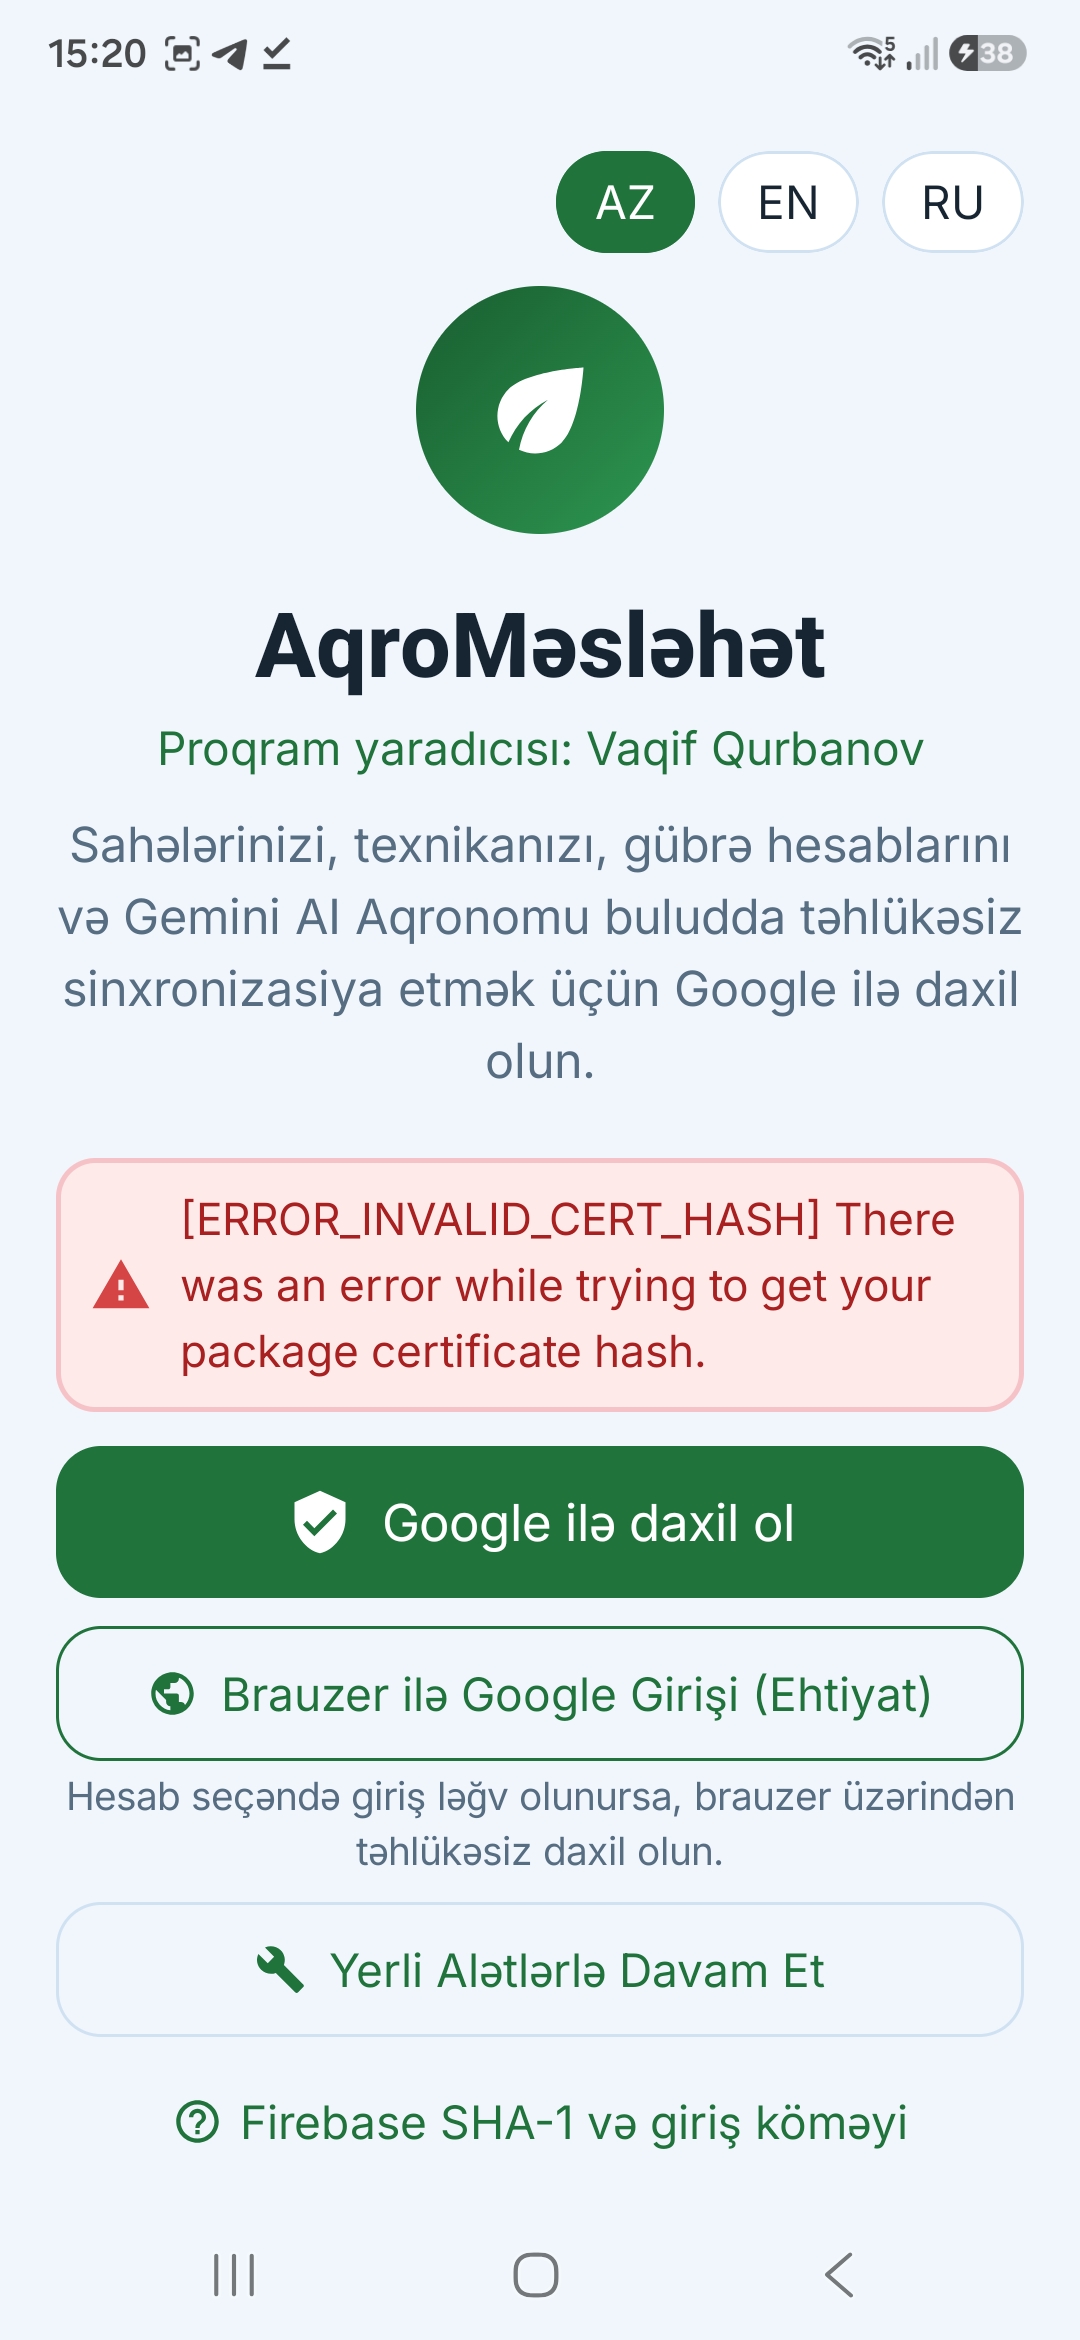 15:20
5
38
AZ
EN
RU
AqroMəsləhət
Proqram yaradıcısı: Vaqif Qurbanov
Sahələrinizi, texnikanızı, gübrə hesablarını
və Gemini AI Aqronomu buludda təhlükəsiz
sinxronizasiya etmək üçün Google ilə daxil
olun.
[ERROR_INVALID_CERT_HASH] There
was an error while trying to get your
package certificate hash.
Google ilə daxil ol
Brauzer ilə Google Girişi (Ehtiyat)
Hesab seçəndə giriş ləğv olunursa, brauzer üzərindən
təhlükəsiz daxil olun.
Yerli Alətlərlə Davam Et
Firebase SHA-1 və giriş köməyi